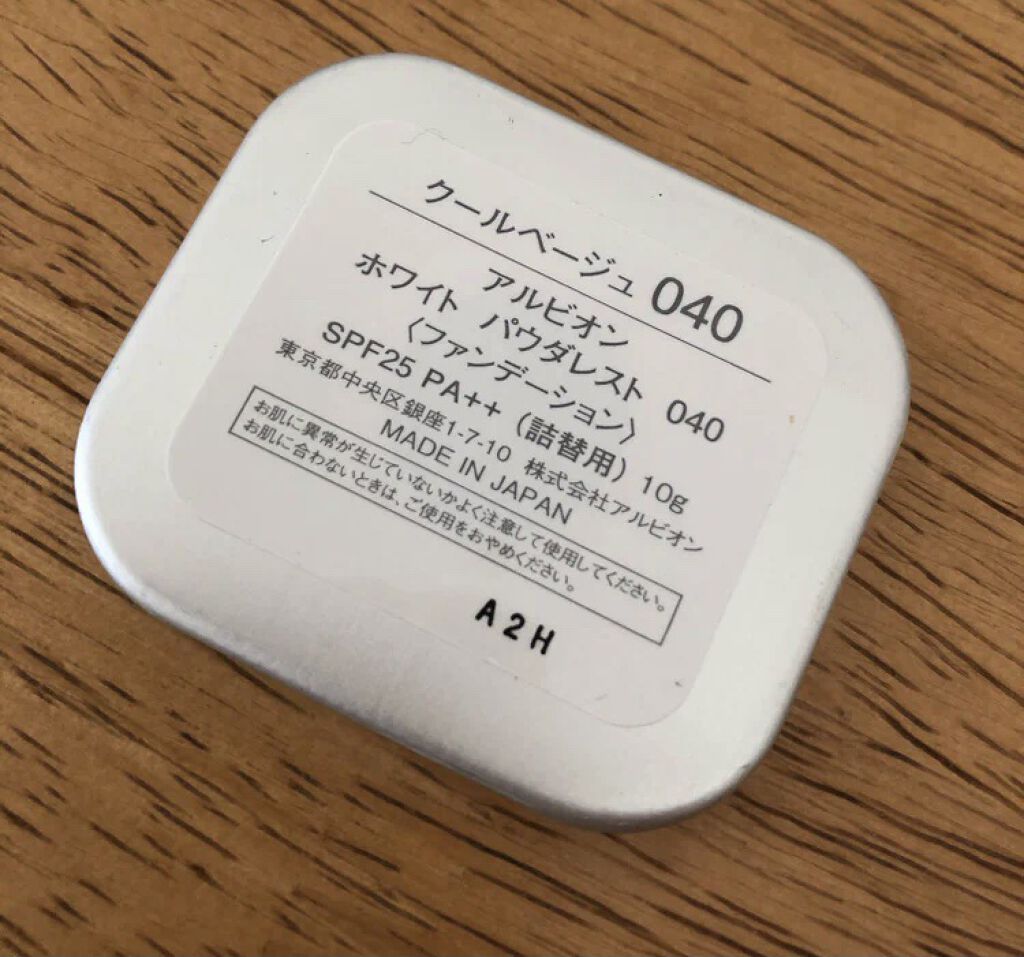 クールベージュ 040
アルビオン
ホワイト パウダレスト 040
〈ファンデーション〉
SPF25 PA++ (詰替用) 10g
東京都中央区銀座1-7-10 株式会社アルビオン
MADE IN JAPAN
お肌に異常が生じていないかよく注意して使用してください。
お肌に合わないときは、ご使用をおやめください。
A2H